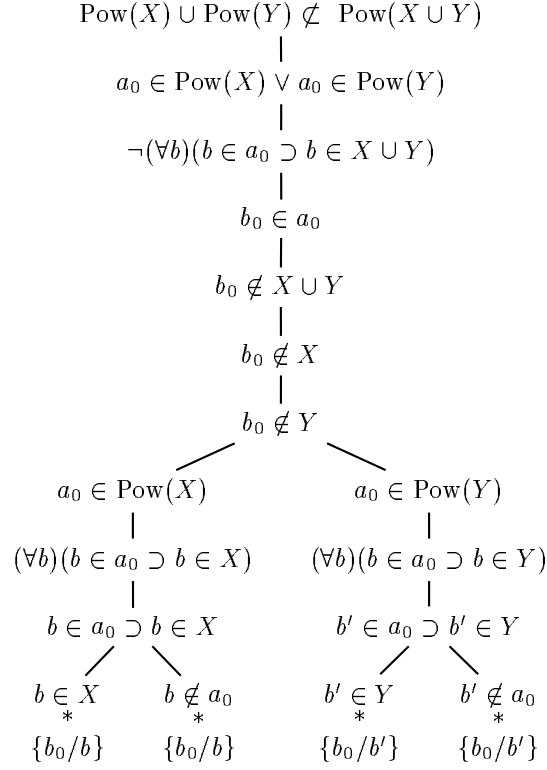 Pow(X) ∪ Pow(Y) ⊄ Pow(X ∪ Y)
a₀ ∈ Pow(X) ∨ a₀ ∈ Pow(Y)
¬(∀b)(b ∈ a₀ ⊃ b ∈ X ∪ Y)
b₀ ∈ a₀
b₀ ∉ X ∪ Y
b₀ ∉ X
b₀ ∉ Y
a₀ ∈ Pow(X) a₀ ∈ Pow(Y)
(∀b)(b ∈ a₀ ⊃ b ∈ X) (∀b)(b ∈ a₀ ⊃ b ∈ Y)
b ∈ a₀ ⊃ b ∈ X b′ ∈ a₀ ⊃ b′ ∈ Y
b ∈ X b ∉ a₀ b′ ∈ Y b′ ∉ a₀
* * * *
{b₀/b} {b₀/b} {b₀/b′} {b₀/b′}